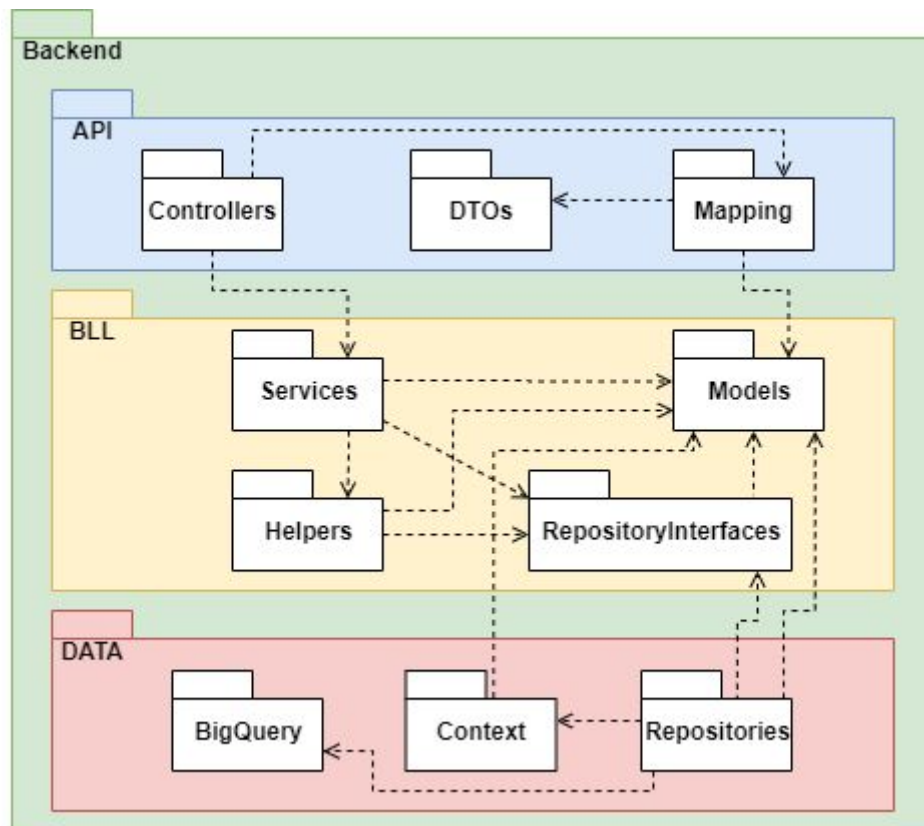 Backend
API
Controllers
DTOs
Mapping
BLL
Services
Models
Helpers
RepositoryInterfaces
DATA
BigQuery
Context
Repositories